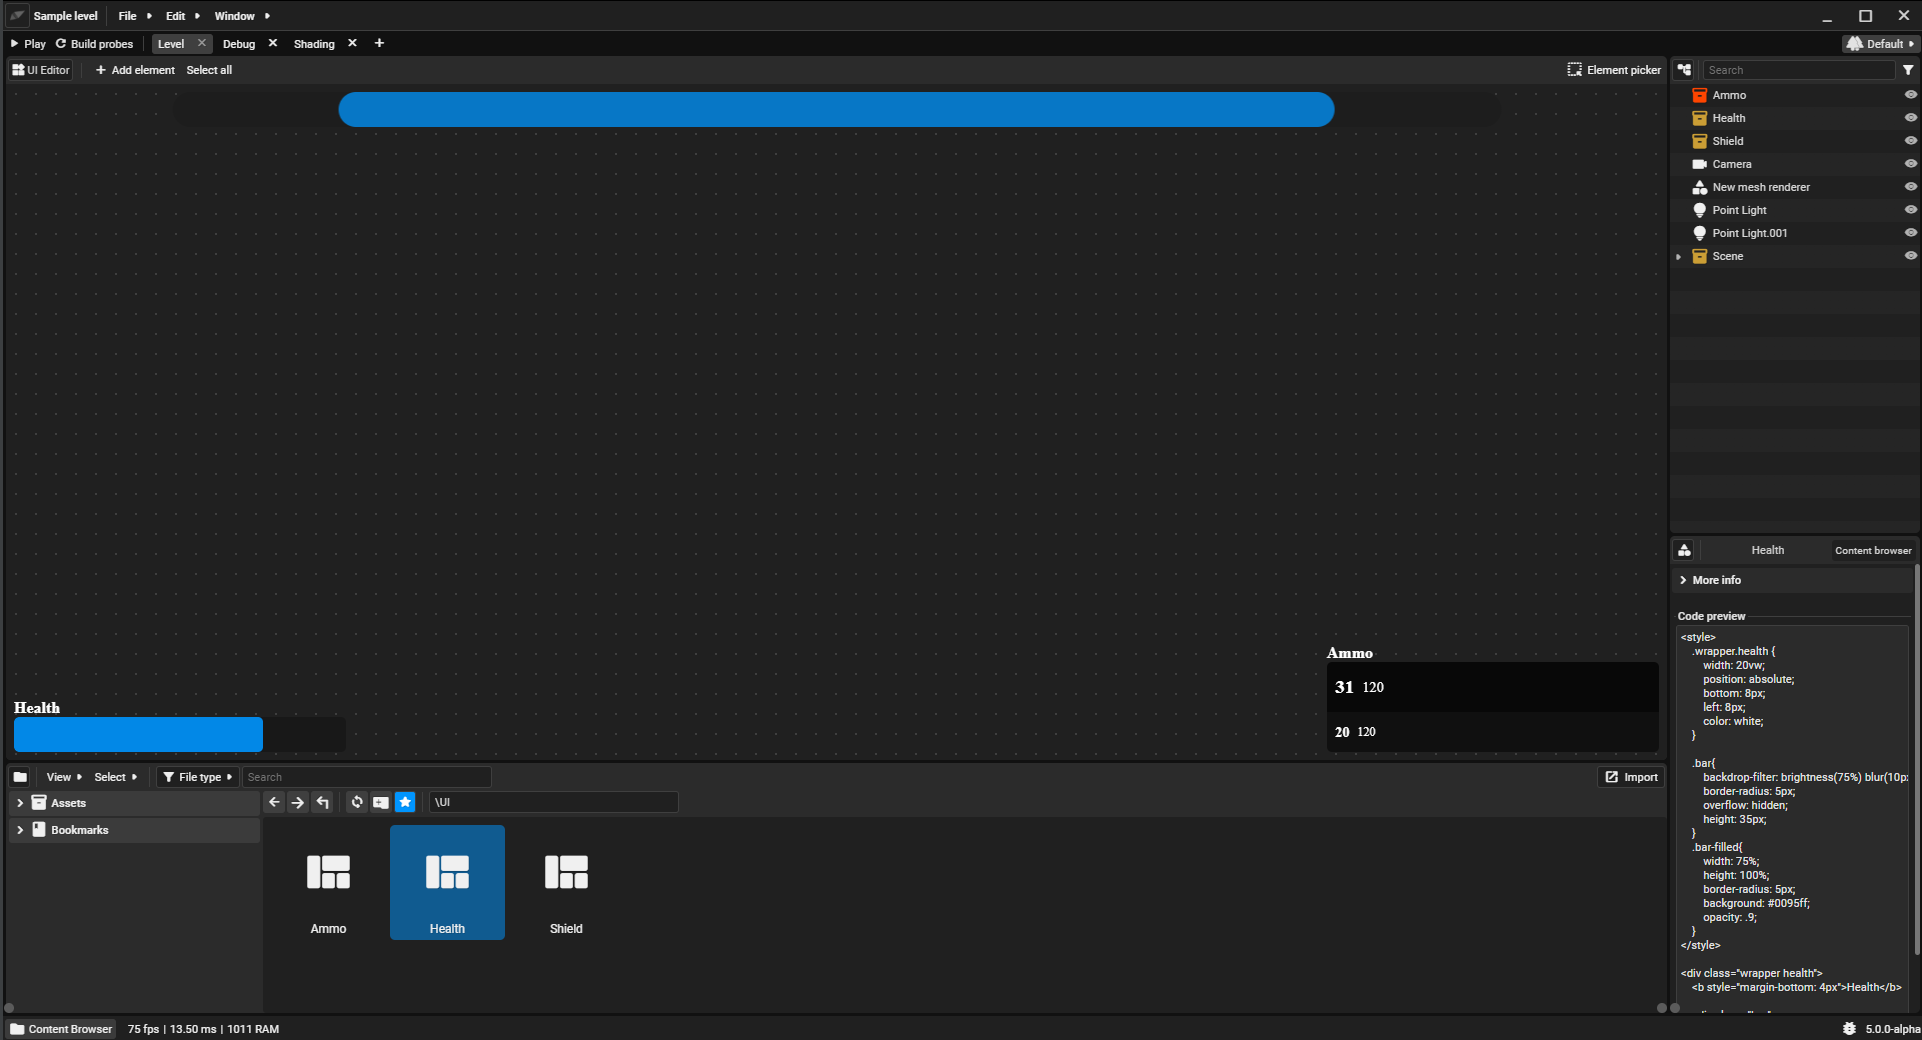 Sample level File Edit Window
Play Build probes Level Debug Shading Default
UI Editor Add element Select all Element picker
Search
Ammo
Health
Shield
Camera
New mesh renderer
Point Light
Point Light.001
Scene
Health
Ammo
31 120
20 120
Health Content browser
More info
Code preview
<style>
.wrapper.health {
width: 20vw;
position: absolute;
bottom: 8px;
left: 8px;
color: white;
}
.bar{
backdrop-filter: brightness(75%) blur(10px
border-radius: 5px;
overflow: hidden;
height: 35px;
}
.bar-filled{
width: 75%;
height: 100%;
border-radius: 5px;
background: #0095ff;
opacity: .9;
}
</style>
<div class="wrapper health">
<b style="margin-bottom: 4px">Health</b>
View Select File type Search Import
Assets
Bookmarks
\UI
Ammo Health Shield
Content Browser 75 fps | 13.50 ms | 1011 RAM 5.0.0-alpha